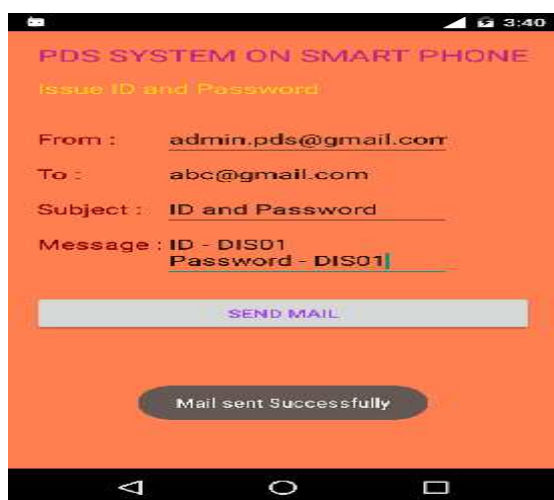 3:40
PDS SYSTEM ON SMART PHONE
Issue ID and Password
From : admin.pds@gmail.com
To : abc@gmail.com
Subject : ID and Password
Message : ID - DIS01
Password - DIS01
SEND MAIL
Mail sent Successfully